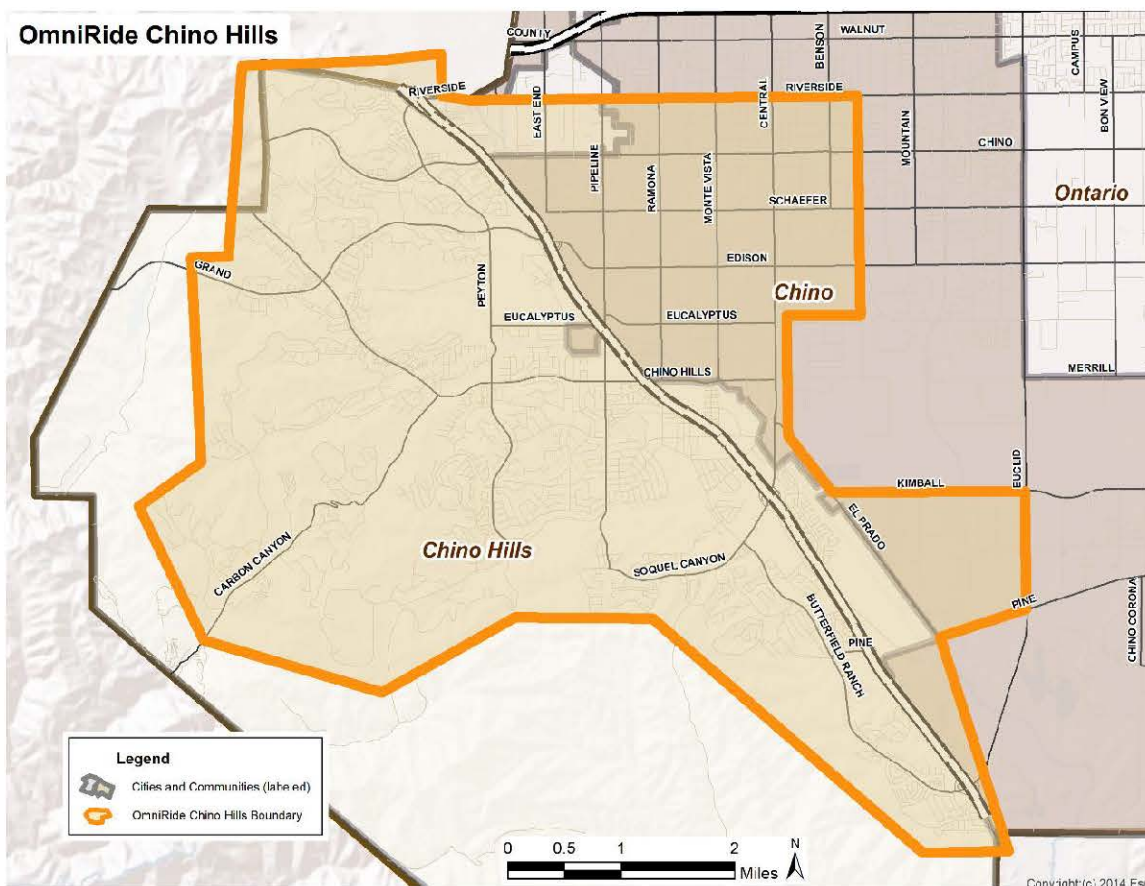 OmniRide Chino Hills
COUNTY
WALNUT
BENSON
CAMPUS
BON VIEW
RIVERSIDE
RIVERSIDE
EAST END
CENTRAL
MOUNTAIN
CHINO
PIPELINE
RAMONA
MONTE VISTA
SCHAEFER
Ontario
GRAND
PEYTON
EDISON
Chino
EUCALYPTUS
EUCALYPTUS
CHINO HILLS
MERRILL
KIMBALL
EUCLID
EL PRADO
CARBON CANYON
Chino Hills
SOQUEL CANYON
BUTTERFIELD RANCH
PINE
PINE
CHINO CORONA
Legend
Cities and Communities (labe ed)
OmniRide Chino Hills Boundary
0 0.5 1 2
Miles
N
Copyright:(c) 2014 Es